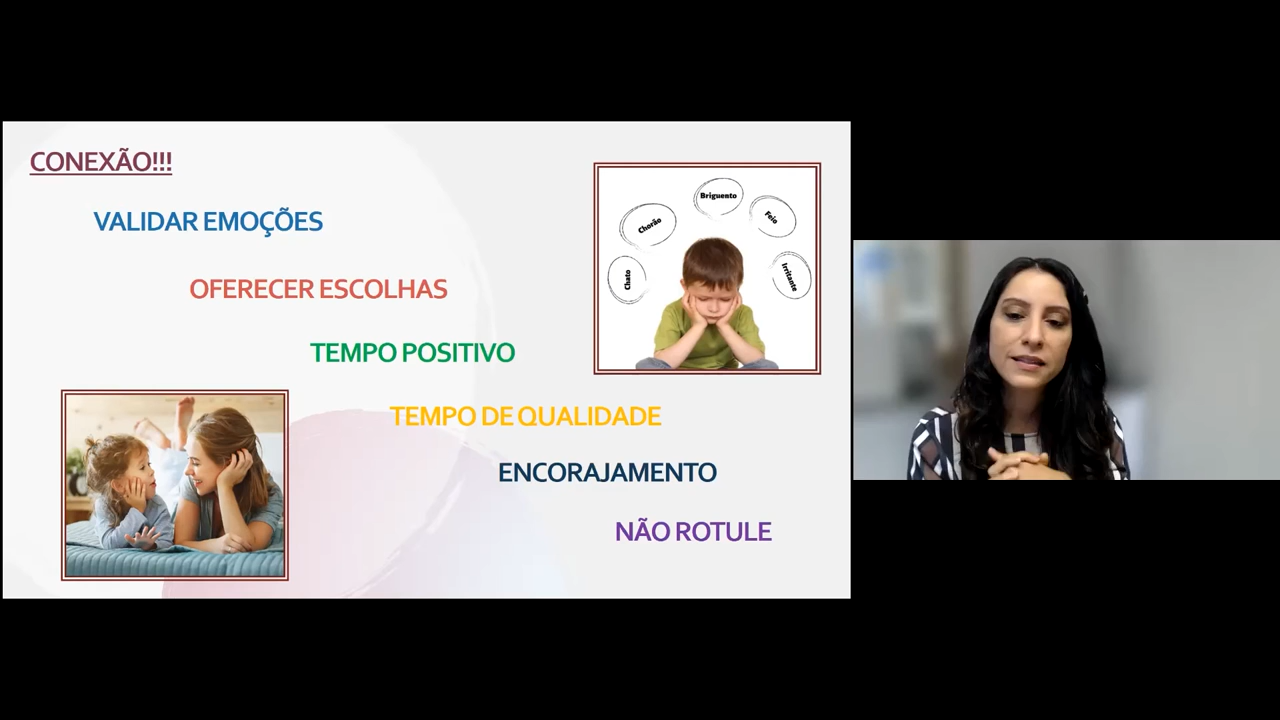 CONEXÃO!!!
VALIDAR EMOÇÕES
OFERECER ESCOLHAS
TEMPO POSITIVO
TEMPO DE QUALIDADE
ENCORAJAMENTO
NÃO ROTULE
Chato
Chorão
Briguento
Feio
Irritante